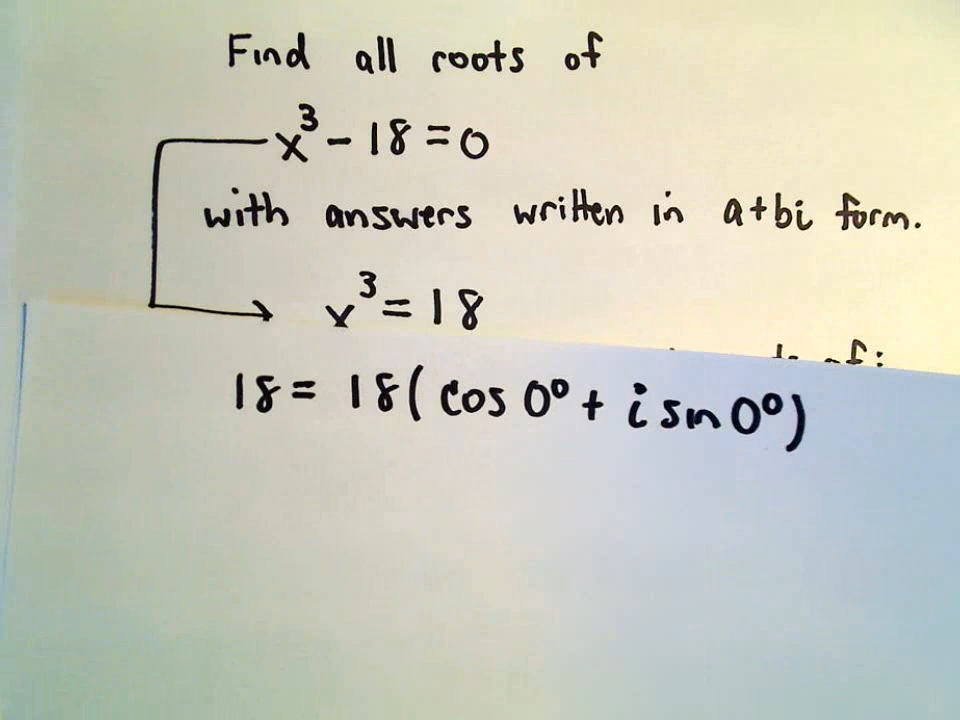 Find all roots of
x³ - 18 = 0
with answers written in a+bi form.
x³ = 18
18 = 18( cos 0° + i sin 0°)